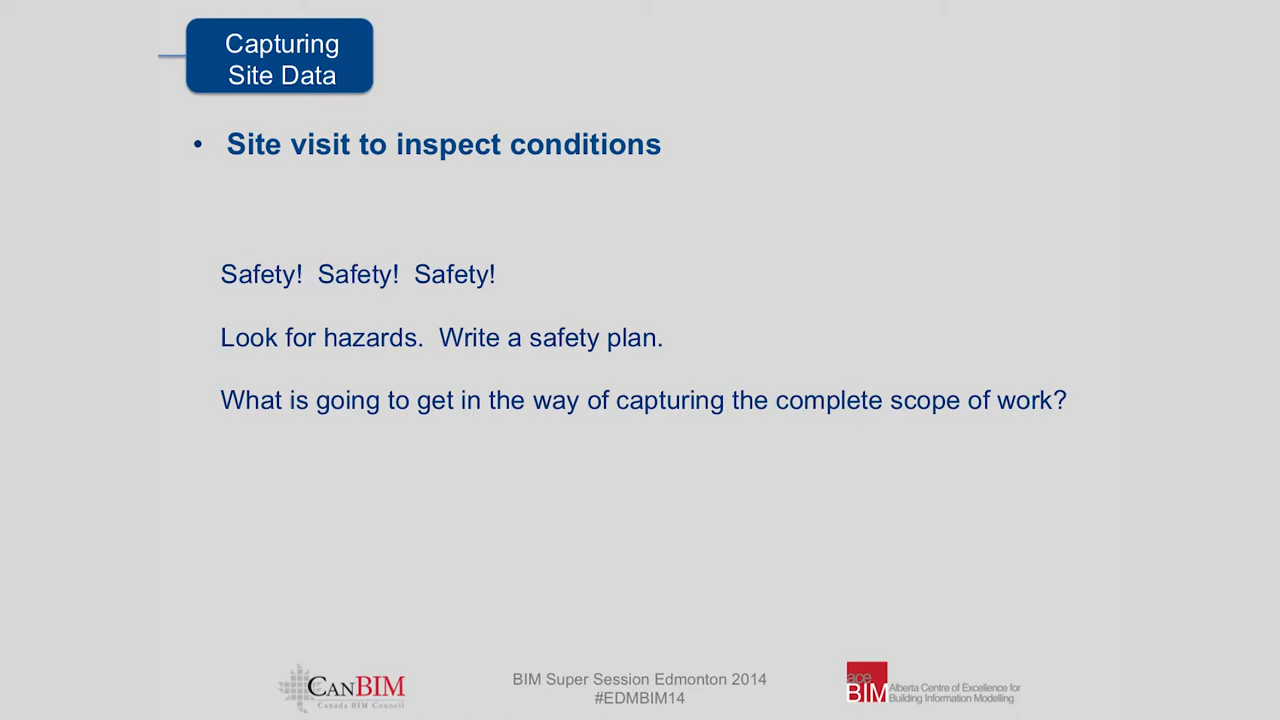 Capturing
Site Data
• Site visit to inspect conditions
Safety!  Safety!  Safety!
Look for hazards.  Write a safety plan.
What is going to get in the way of capturing the complete scope of work?
CANBIM
Canada BIM Council
BIM Super Session Edmonton 2014
#EDMBIM14
ace
BIM
Alberta Centre of Excellence for
Building Information Modelling